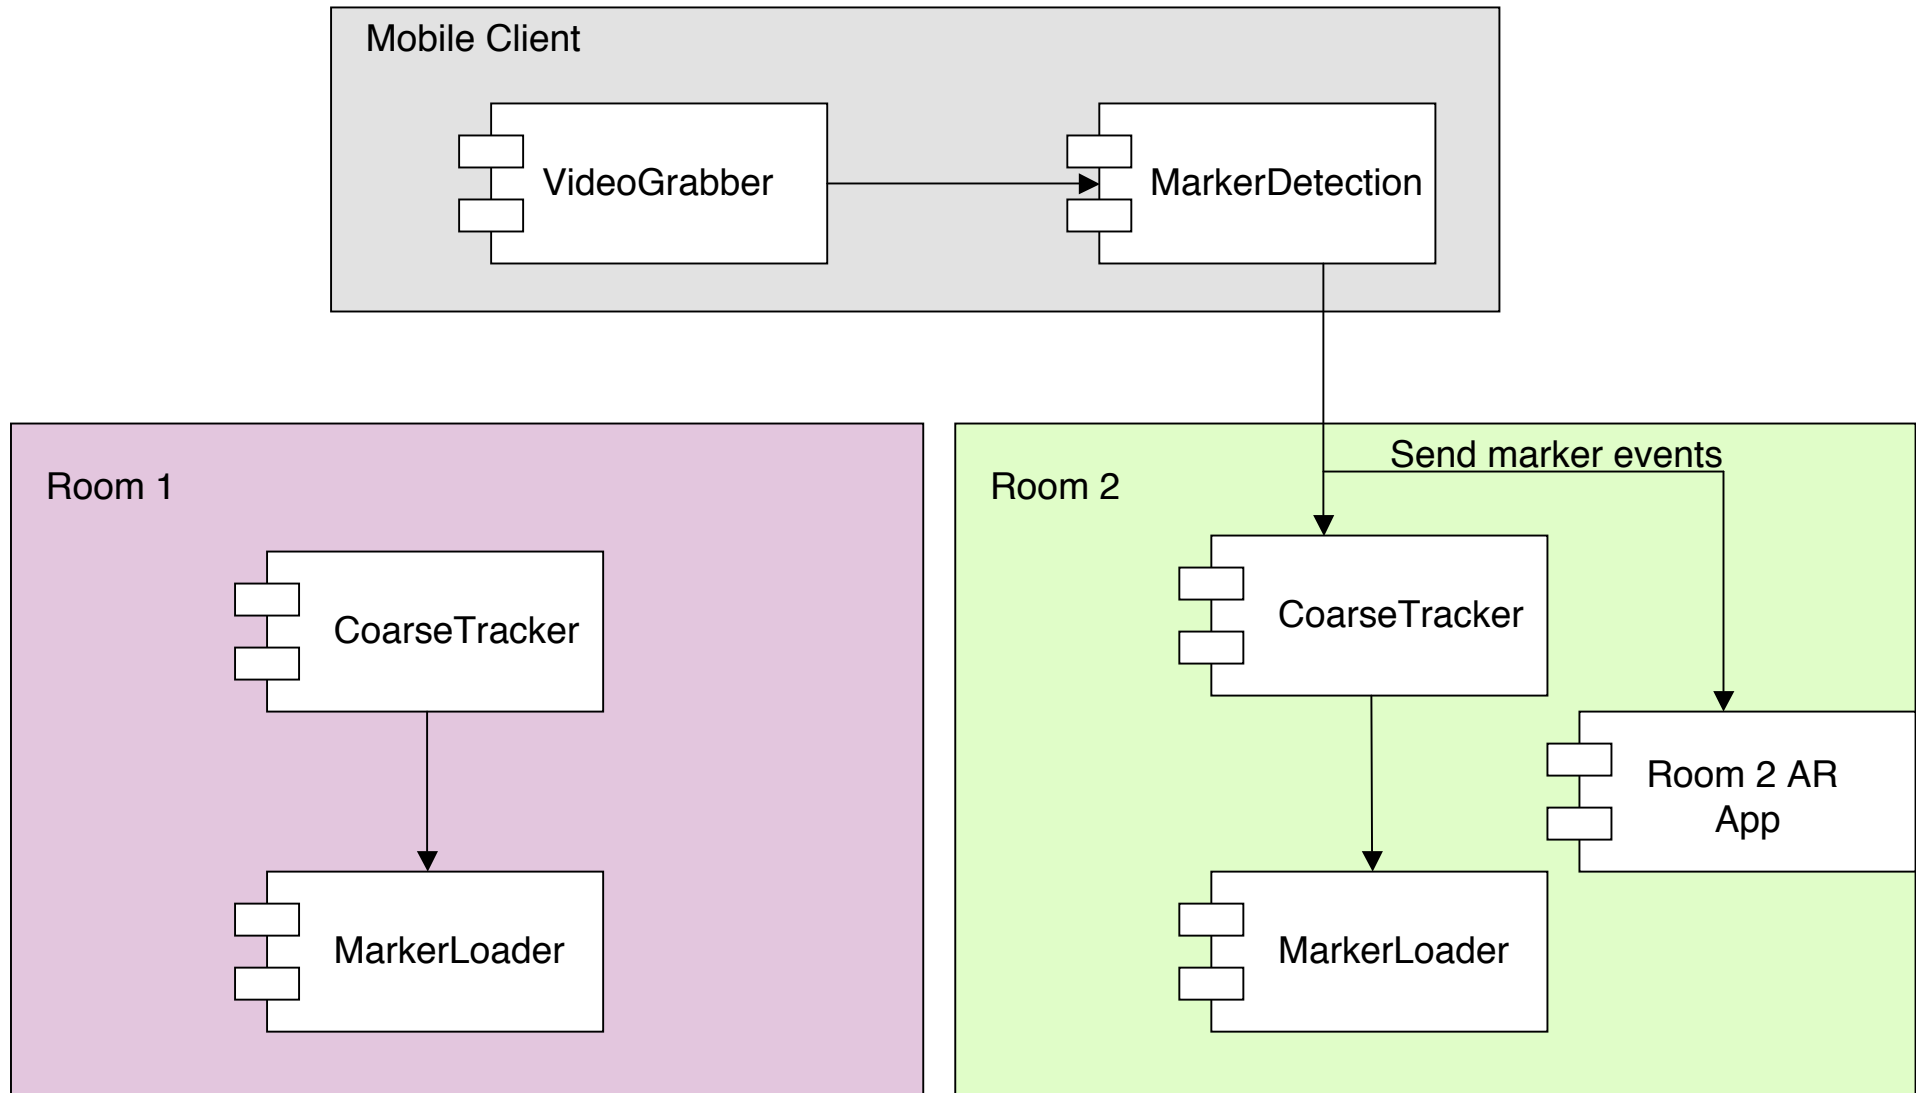 Mobile Client
VideoGrabber
MarkerDetection
Room 1
CoarseTracker
MarkerLoader
Send marker events
Room 2
CoarseTracker
Room 2 AR
App
MarkerLoader